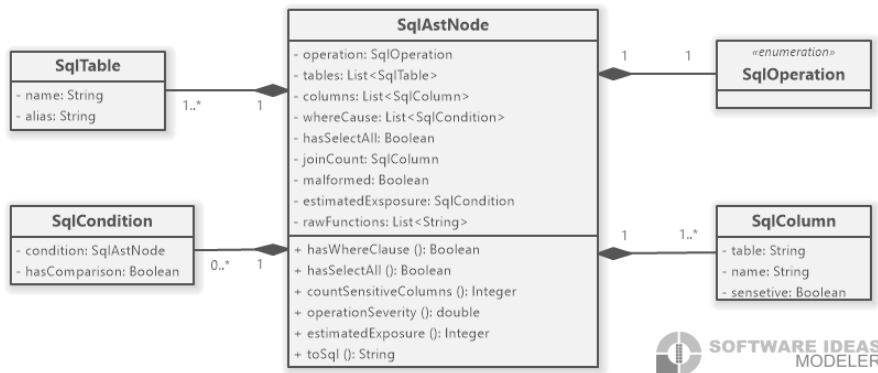 SqlAstNode
- operation: SqlOperation
- tables: List<SqlTable>
- columns: List<SqlColumn>
- whereCause: List<SqlCondition>
- hasSelectAll: Boolean
- joinCount: SqlColumn
- malformed: Boolean
- estimatedExsposure: SqlCondition
- rawFunctions: List<String>
+ hasWhereClause (): Boolean
+ hasSelectAll (): Boolean
+ countSensitiveColumns (): Integer
+ operationSeverity (): double
+ estimatedExposure (): Integer
+ toSql (): String
SqlTable
- name: String
- alias: String
1..*
1
SqlCondition
- condition: SqlAstNode
- hasComparison: Boolean
0..*
1
1
1
«enumeration»
SqlOperation
1
1..*
SqlColumn
- table: String
- name: String
- sensetive: Boolean
SOFTWARE IDEAS
MODELER